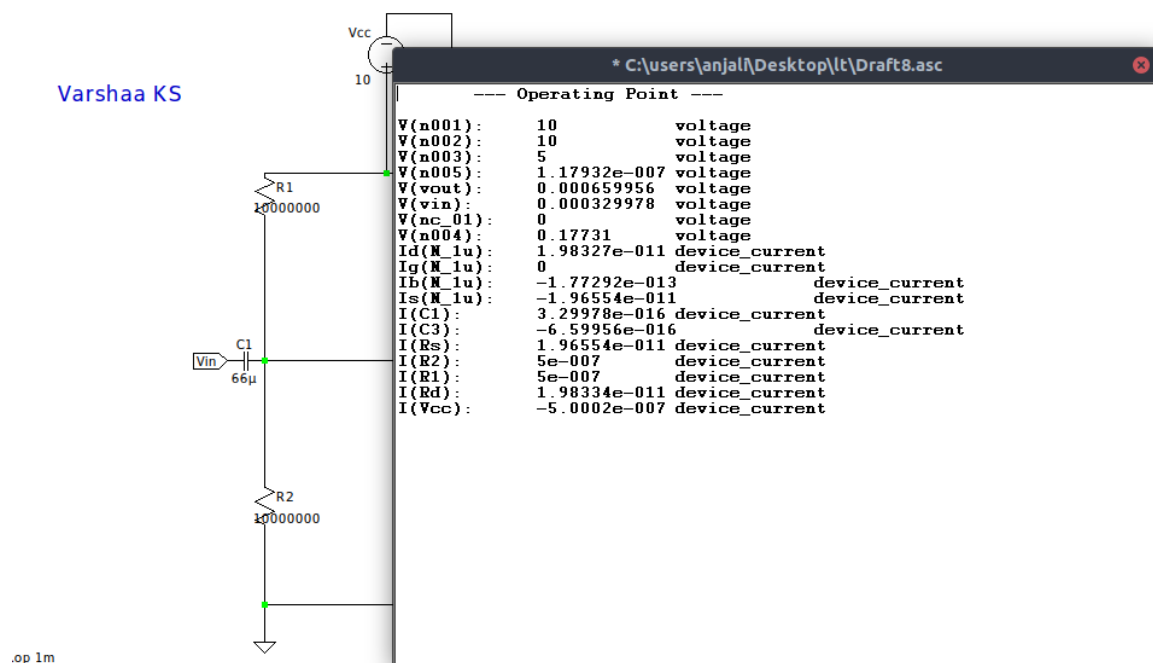 Vcc
10
Varshaa KS
R1
10000000
C1
Vin
66µ
R2
10000000
.op 1m
* C:\users\anjali\Desktop\lt\Draft8.asc
--- Operating Point ---
V(n001): 10 voltage
V(n002): 10 voltage
V(n003): 5 voltage
V(n005): 1.17932e-007 voltage
V(vout): 0.000659956 voltage
V(vin): 0.000329978 voltage
V(nc_01): 0 voltage
V(n004): 0.17731 voltage
Id(N_1u): 1.98327e-011 device_current
Ig(N_1u): 0 device_current
Ib(N_1u): -1.77292e-013 device_current
Is(N_1u): -1.96554e-011 device_current
I(C1): 3.29978e-016 device_current
I(C3): -6.59956e-016 device_current
I(Rs): 1.96554e-011 device_current
I(R2): 5e-007 device_current
I(R1): 5e-007 device_current
I(Rd): 1.98334e-011 device_current
I(Vcc): -5.0002e-007 device_current